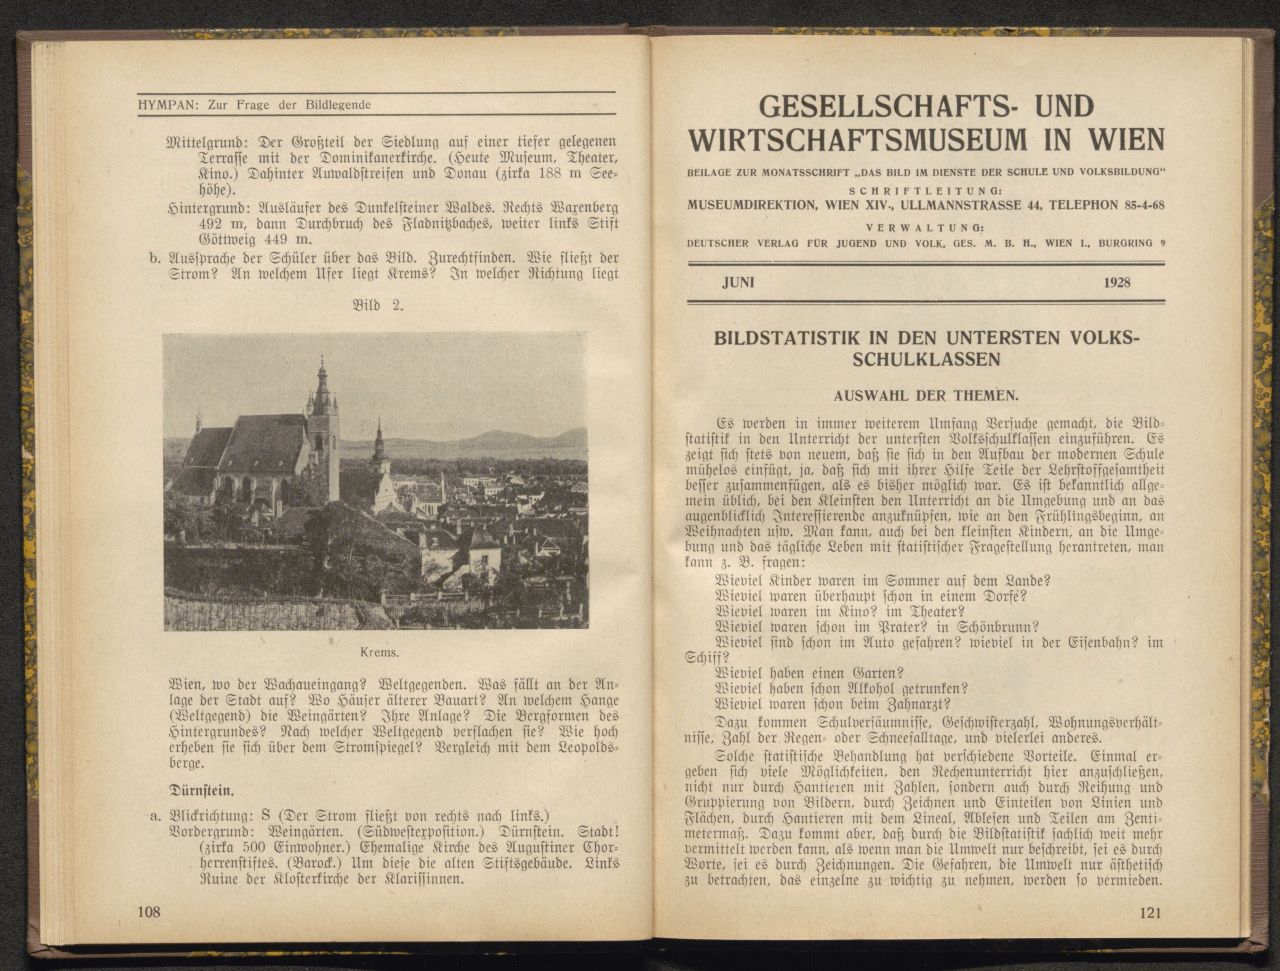 HYMPAN: Zur Frage der Bildlegende
Mittelgrund: Der Großteil der Siedlung auf einer tiefer gelegenen
Terrasse mit der Dominikanerkirche. (Heute Museum, Theater,
Kino.) Dahinter Auwaldstreifen und Donau (zirka 188 m See-
höhe).
Hintergrund: Ausläufer des Dunkelsteiner Waldes. Rechts Waxenberg
492 m, dann Durchbruch des Fladnitzbaches, weiter links Stift
Göttweig 449 m.
b. Aussprache der Schüler über das Bild. Zurechtfinden. Wie fließt der
Strom? An welchem Ufer liegt Krems? In welcher Richtung liegt
Bild 2.
Krems.
Wien, wo der Wachaueingang? Weltgegenden. Was fällt an der An-
lage der Stadt auf? Wo Häuser älterer Bauart? An welchem Hange
(Weltgegend) die Weingärten? Ihre Anlage? Die Bergformen des
Hintergrundes? Nach welcher Weltgegend verflachen sie? Wie hoch
erheben sie sich über dem Stromspiegel? Vergleich mit dem Leopolds-
berge.
Dürnstein.
a. Blickrichtung: S (Der Strom fließt von rechts nach links.)
Vordergrund: Weingärten. (Südwestexposition.) Dürnstein. Stadt!
(zirka 500 Einwohner.) Ehemalige Kirche des Augustiner Chor-
herrenstiftes. (Barock.) Um diese die alten Stiftsgebäude. Links
Ruine der Klosterkirche der Klarissinnen.
108
GESELLSCHAFTS- UND
WIRTSCHAFTSMUSEUM IN WIEN
BEILAGE ZUR MONATSSCHRIFT „DAS BILD IM DIENSTE DER SCHULE UND VOLKSBILDUNG"
SCHRIFTLEITUNG:
MUSEUMDIREKTION, WIEN XIV., ULLMANNSTRASSE 44, TELEPHON 85-4-68
VERWALTUNG:
DEUTSCHER VERLAG FÜR JUGEND UND VOLK, GES. M. B. H., WIEN I., BURGRING 9
JUNI 1928
BILDSTATISTIK IN DEN UNTERSTEN VOLKS-
SCHULKLASSEN
AUSWAHL DER THEMEN.
Es werden in immer weiterem Umfang Versuche gemacht, die Bild-
statistik in den Unterricht der untersten Volksschulklassen einzuführen. Es
zeigt sich stets von neuem, daß sie sich in den Aufbau der modernen Schule
mühelos einfügt, ja, daß sich mit ihrer Hilfe Teile der Lehrstoffgesamtheit
besser zusammenfügen, als es bisher möglich war. Es ist bekanntlich allge-
mein üblich, bei den Kleinsten den Unterricht an die Umgebung und an das
augenblicklich Interessierende anzuknüpfen, wie an den Frühlingsbeginn, an
Weihnachten usw. Man kann, auch bei den kleinsten Kindern, an die Umge-
bung und das tägliche Leben mit statistischer Fragestellung herantreten, man
kann z. B. fragen:
Wieviel Kinder waren im Sommer auf dem Lande?
Wieviel waren überhaupt schon in einem Dorfe?
Wieviel waren im Kino? im Theater?
Wieviel waren schon im Prater? in Schönbrunn?
Wieviel sind schon im Auto gefahren? wieviel in der Eisenbahn? im
Schiff?
Wieviel haben einen Garten?
Wieviel haben schon Alkohol getrunken?
Wieviel waren schon beim Zahnarzt?
Dazu kommen Schulversäumnisse, Geschwisterzahl, Wohnungsverhält-
nisse, Zahl der Regen- oder Schneefalltage, und vielerlei anderes.
Solche statistische Behandlung hat verschiedene Vorteile. Einmal er-
geben sich viele Möglichkeiten, den Rechenunterricht hier anzuschließen,
nicht nur durch Hantieren mit Zahlen, sondern auch durch Reihung und
Gruppierung von Bildern, durch Zeichnen und Einteilen von Linien und
Flächen, durch Hantieren mit dem Lineal, Ablesen und Teilen am Zenti-
metermaß. Dazu kommt aber, daß durch die Bildstatistik sachlich weit mehr
vermittelt werden kann, als wenn man die Umwelt nur beschreibt, sei es durch
Worte, sei es durch Zeichnungen. Die Gefahren, die Umwelt nur ästhetisch
zu betrachten, das einzelne zu wichtig zu nehmen, werden so vermieden.
121